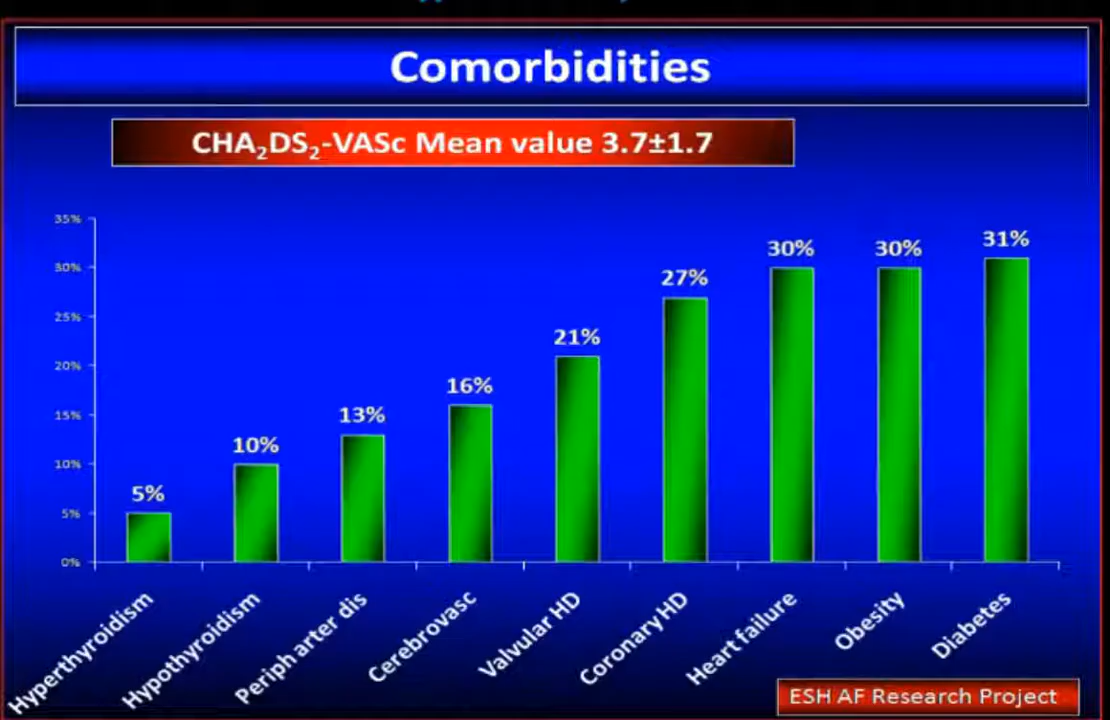 Comorbidities
CHA₂DS₂-VASc Mean value 3.7±1.7
35%
30%
25%
20%
15%
10%
5%
0%
5%
10%
13%
16%
21%
27%
30%
30%
31%
Hyperthyroidism
Hypothyroidism
Periph arter dis
Cerebrovasc
Valvular HD
Coronary HD
Heart failure
Obesity
Diabetes
ESH AF Research Project